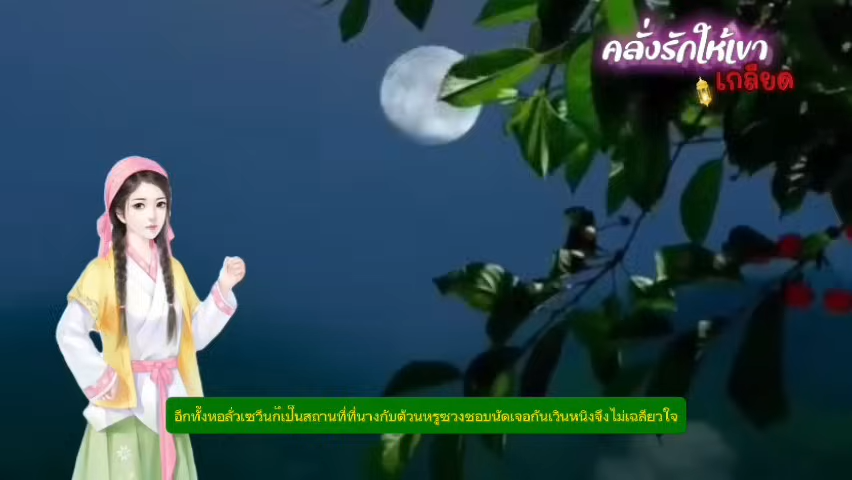 คลั่งรักให้เขา
เกลียด
อีกทั้งหอลั่วเซวียนก็เป็นสถานที่ที่นางกับต้วนหรูซวงชอบนัดเจอกันเวินหนิงจึงไม่เฉลียวใจ